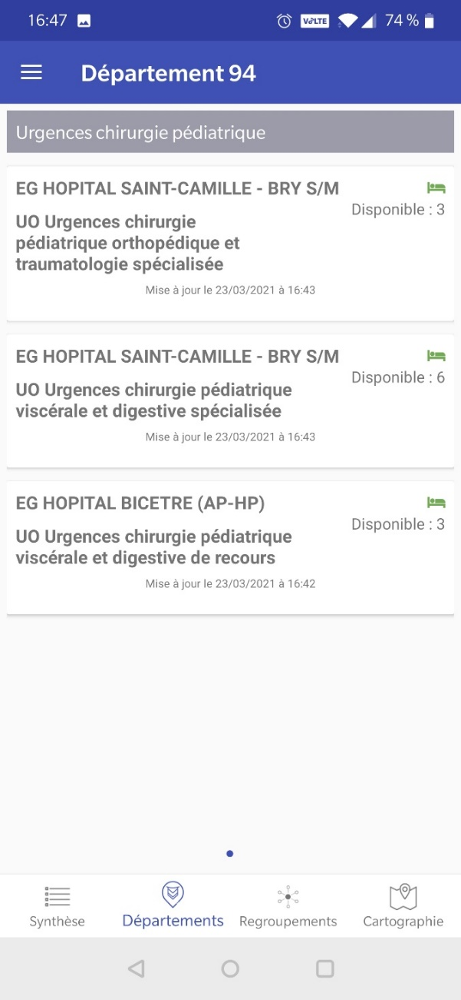 16:47 VoLTE 74 %
Département 94
Urgences chirurgie pédiatrique
EG HOPITAL SAINT-CAMILLE - BRY S/M
Disponible : 3
UO Urgences chirurgie
pédiatrique orthopédique et
traumatologie spécialisée
Mise à jour le 23/03/2021 à 16:43
EG HOPITAL SAINT-CAMILLE - BRY S/M
Disponible : 6
UO Urgences chirurgie pédiatrique
viscérale et digestive spécialisée
Mise à jour le 23/03/2021 à 16:43
EG HOPITAL BICETRE (AP-HP)
Disponible : 3
UO Urgences chirurgie pédiatrique
viscérale et digestive de recours
Mise à jour le 23/03/2021 à 16:42
Synthèse Départements Regroupements Cartographie